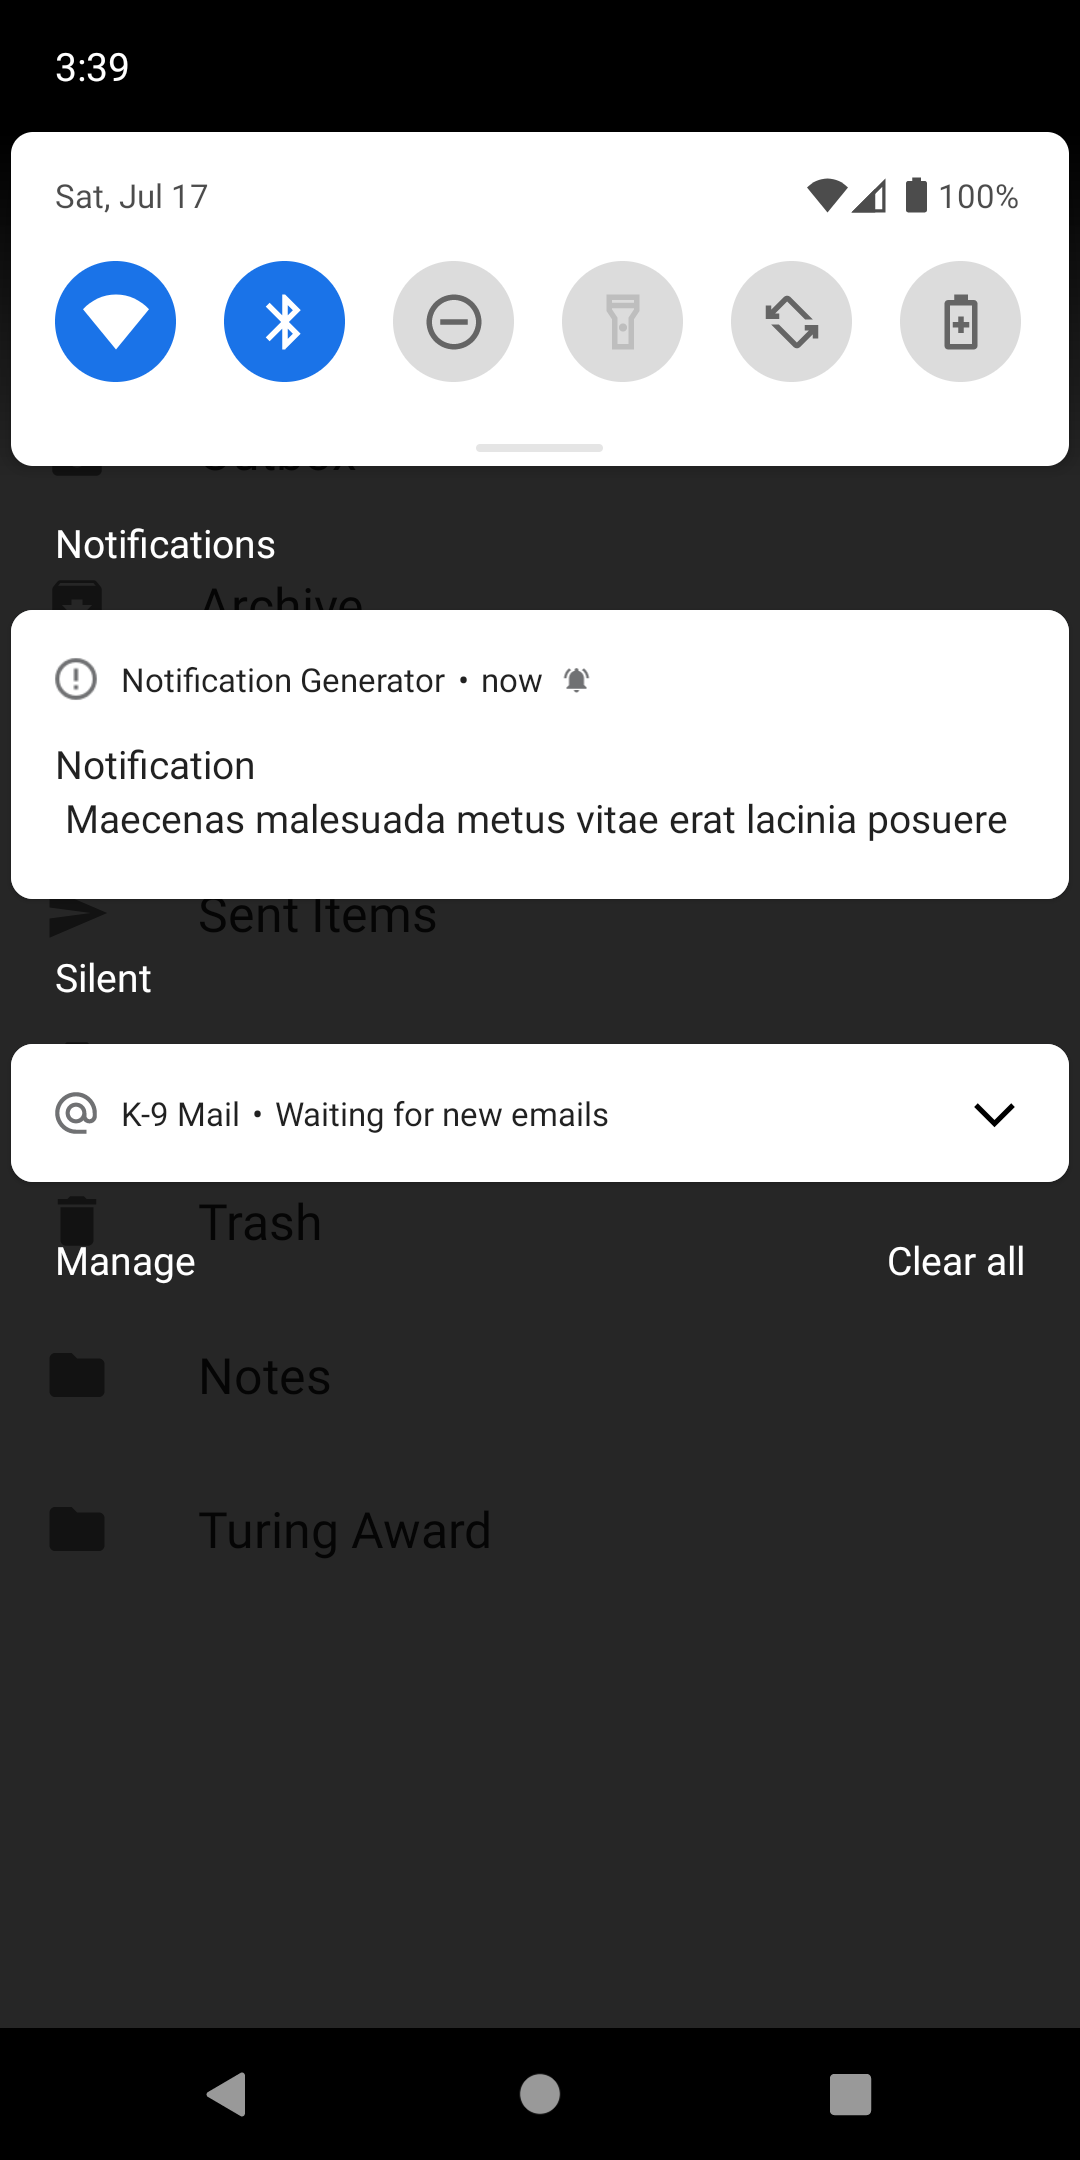 3:39
Sat, Jul 17
100%
Outbox
Notifications
Archive
Notification Generator • now
Notification
Maecenas malesuada metus vitae erat lacinia posuere
Sent Items
Silent
K-9 Mail • Waiting for new emails
Trash
Manage
Clear all
Notes
Turing Award